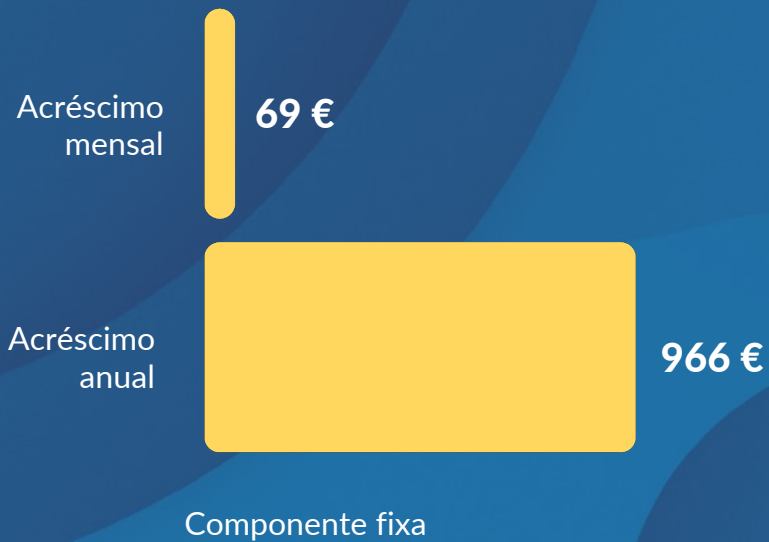 Acréscimo
mensal
69 €
Acréscimo
anual
966 €
Componente fixa